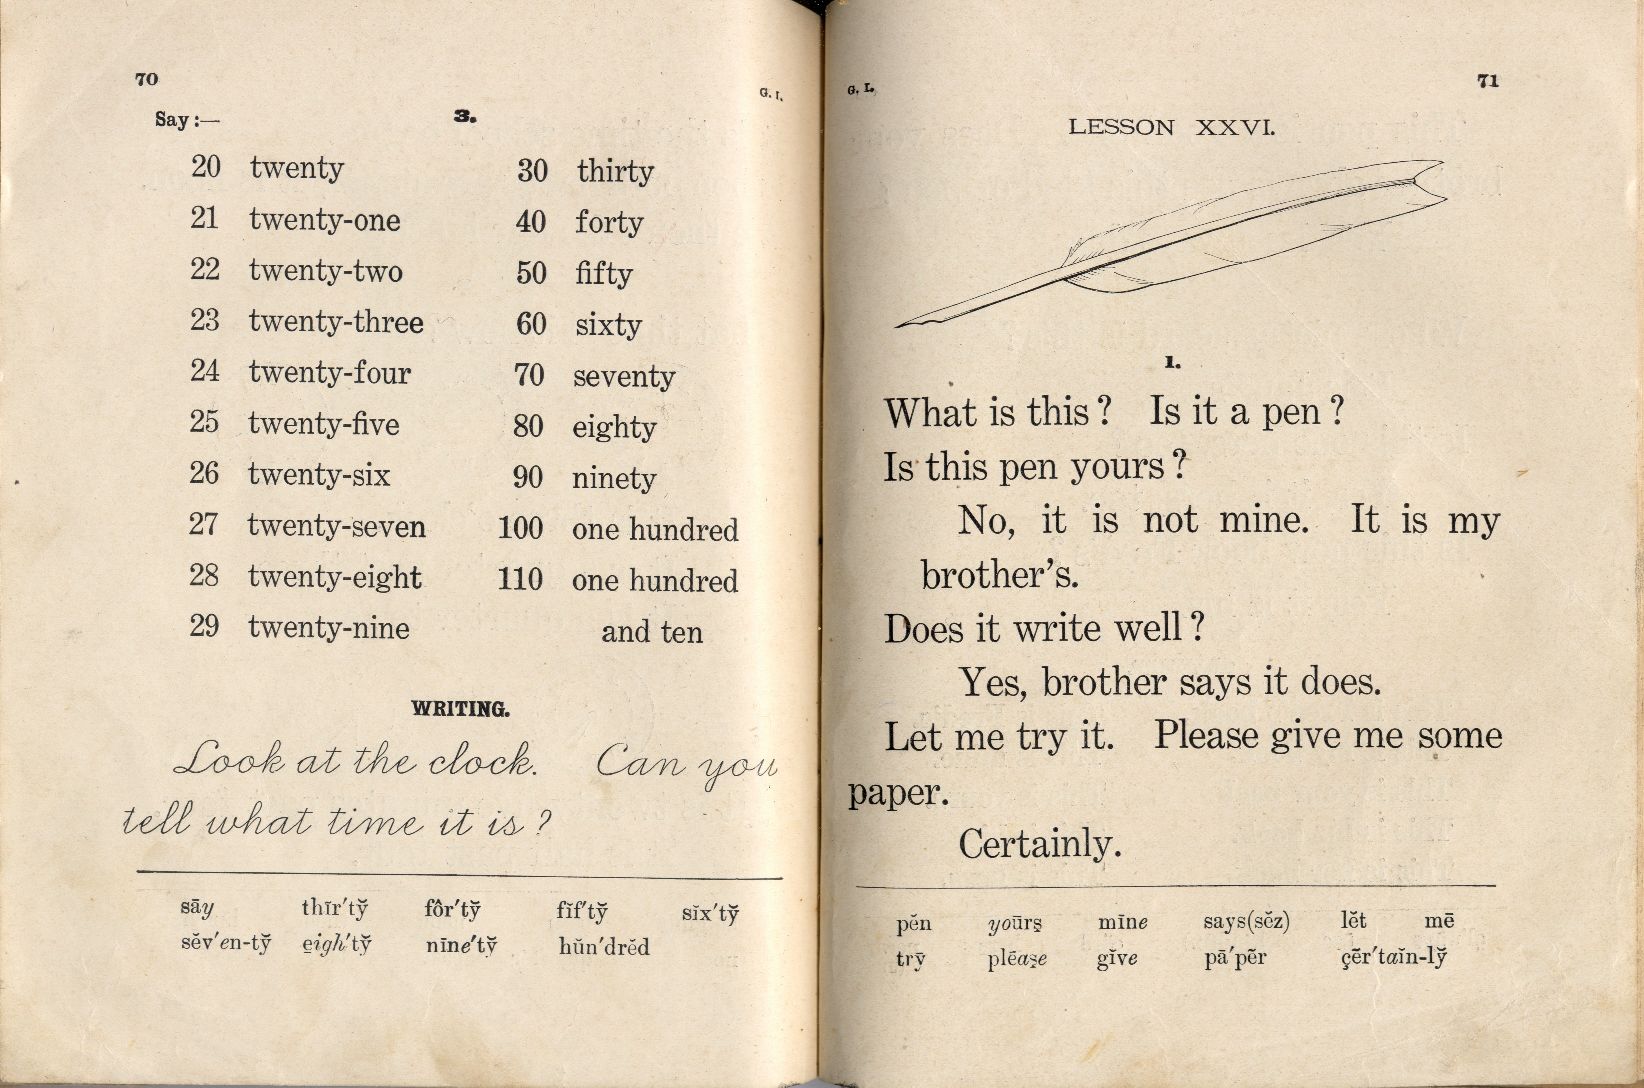 70
G. I.
Say :—
3.
20 twenty 30 thirty
21 twenty-one 40 forty
22 twenty-two 50 fifty
23 twenty-three 60 sixty
24 twenty-four 70 seventy
25 twenty-five 80 eighty
26 twenty-six 90 ninety
27 twenty-seven 100 one hundred
28 twenty-eight 110 one hundred
29 twenty-nine and ten
WRITING.
Look at the clock. Can you
tell what time it is ?
sāy thĭr′tў fôr′tў fĭf′tў sĭx′tў
sĕv′en-tў e̱igh′tў nīne′tў hŭn′drĕd
G. I.
71
LESSON XXVI.
1.
What is this ? Is it a pen ?
Is this pen yours ?
No, it is not mine. It is my
brother’s.
Does it write well ?
Yes, brother says it does.
Let me try it. Please give me some
paper.
Certainly.
pĕn yoūrş mīne says(sĕz) lĕt mē
trȳ plēaşe gĭve pā′pẽr çẽr′taĭn-lў